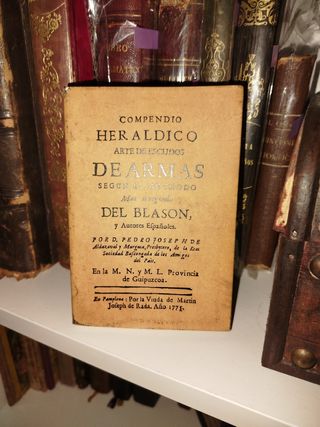 COMPENDIO
HERALDICO
ARTE DE ESCUDOS
DE ARMAS
SEGUN EL METODO
Mas arreglado
DEL BLASON,
y Autores Españoles.
POR D. PEDRO JOSEPH DE
Aldazaval y Murguia, Presbytero, de la Real
Sociedad Bascongada de los Amigos
del País,
En la M. N. y M. L. Provincia
de Guipuzcoa.
En Pamplona: Por la Viuda de Martin
Joseph de Rada. Año 1775.